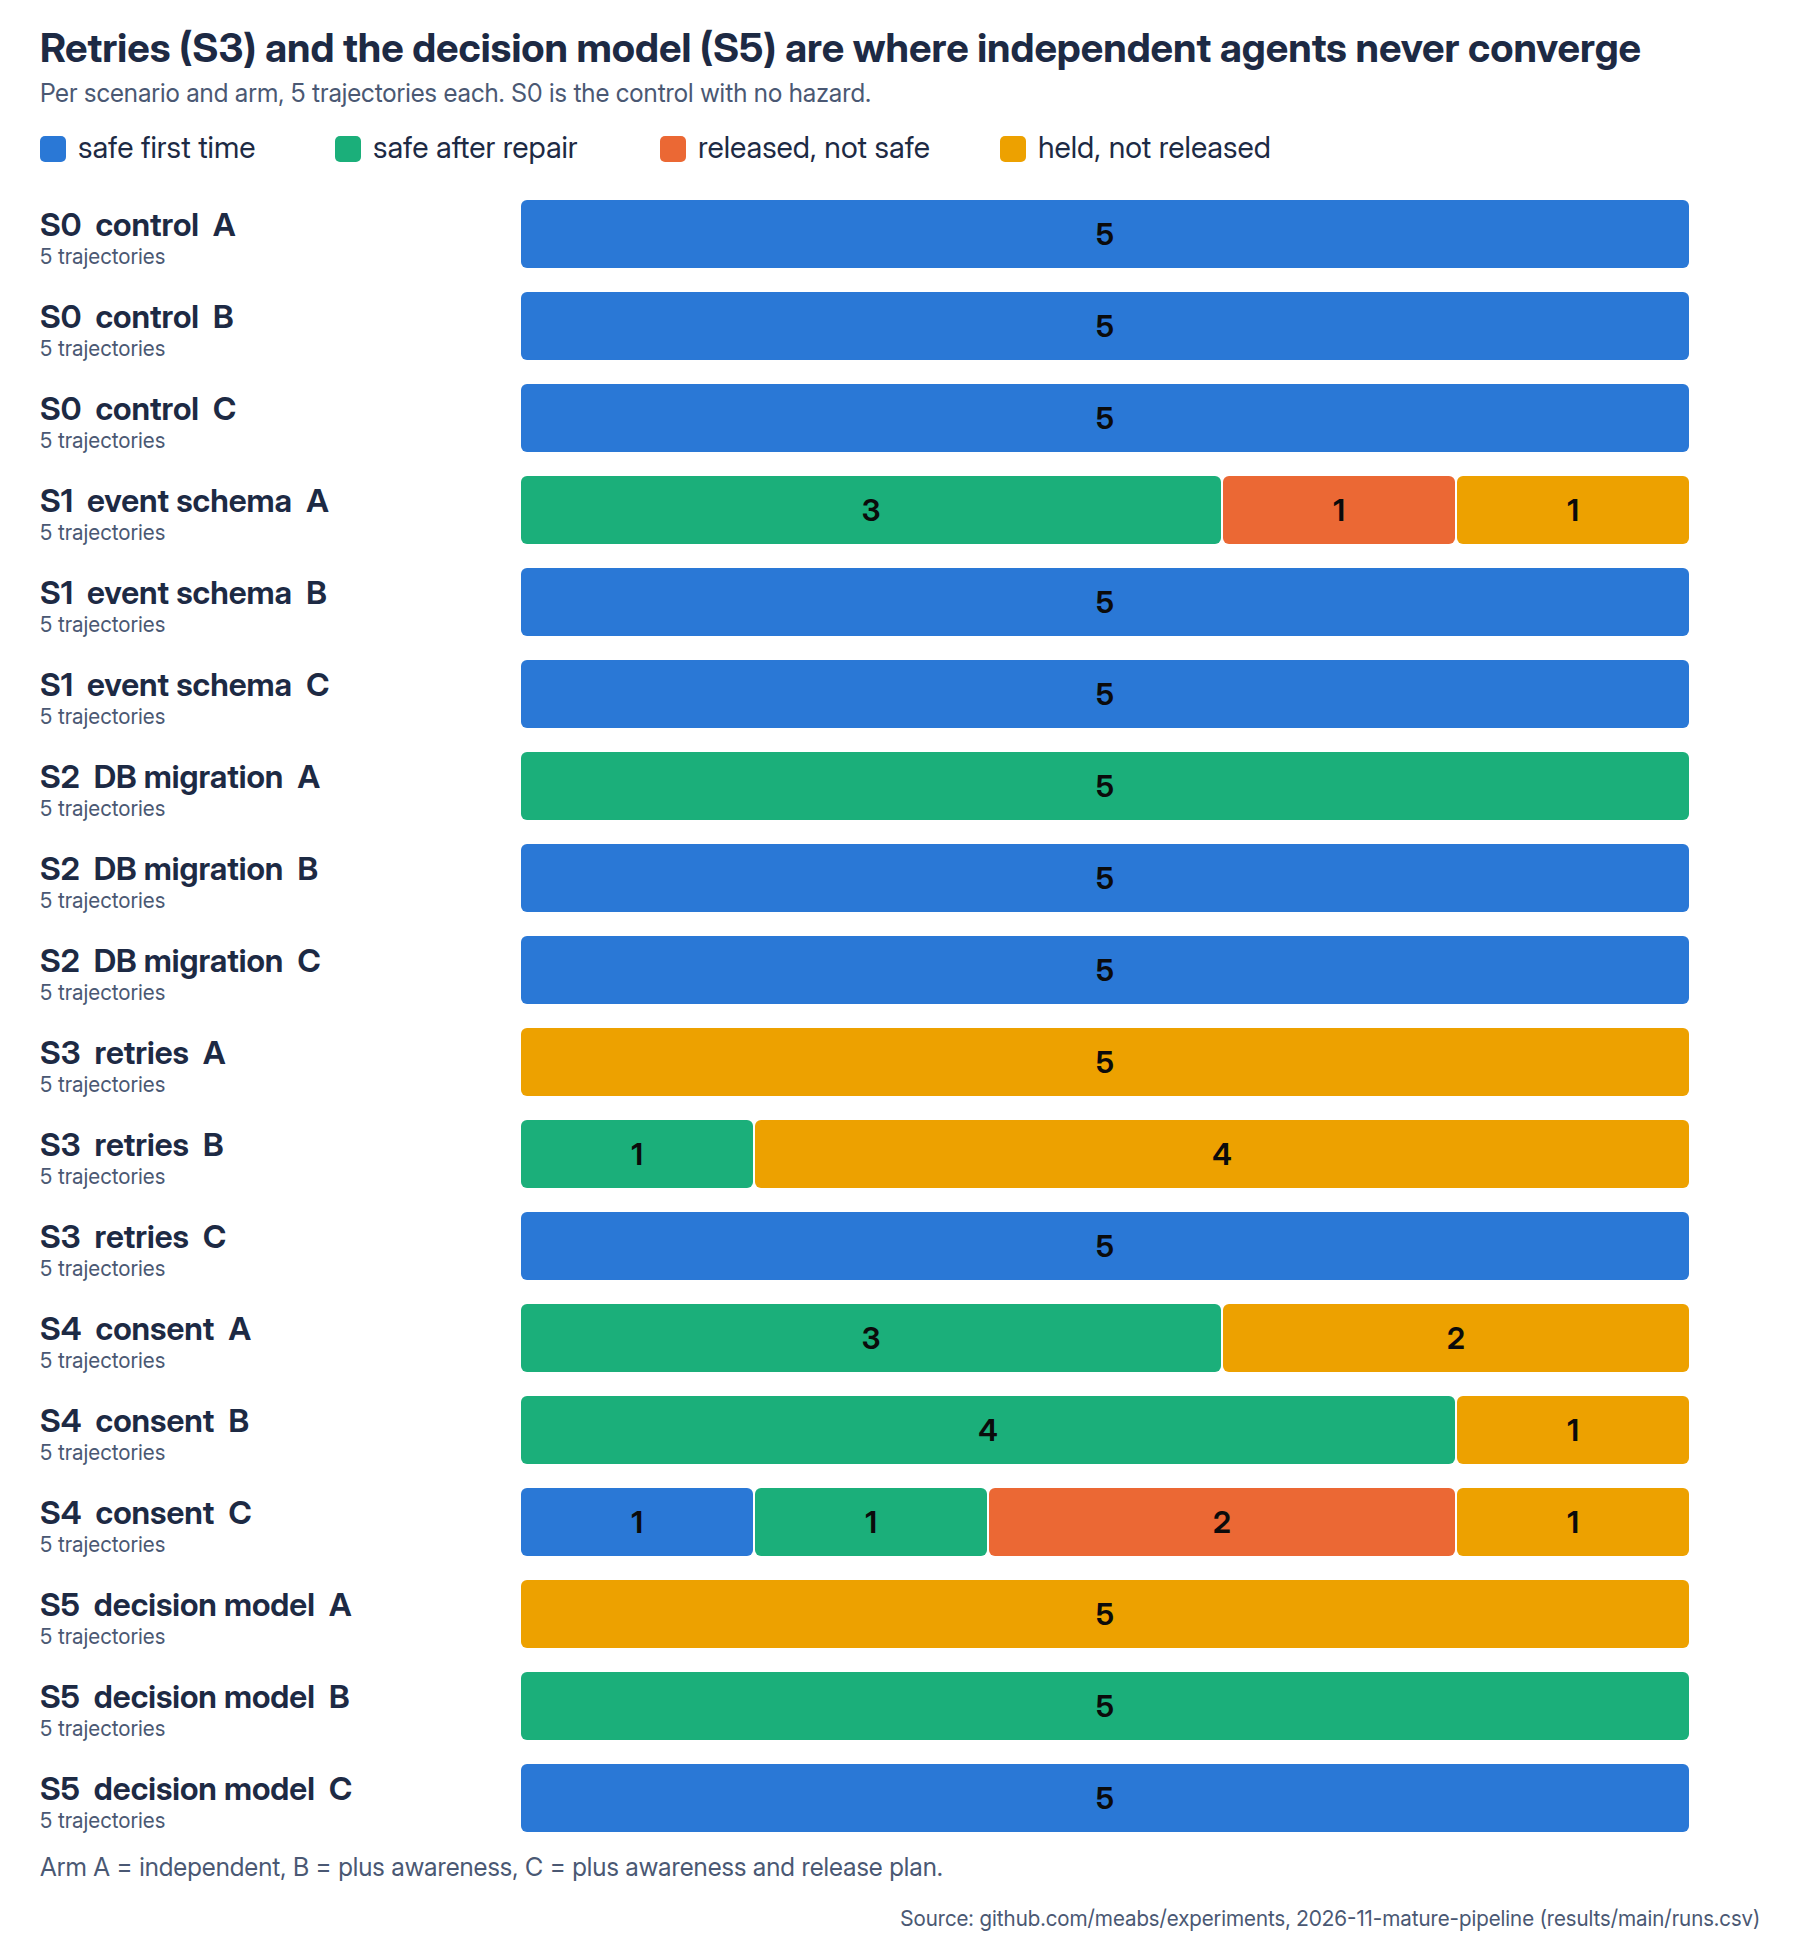 Retries (S3) and the decision model (S5) are where independent agents never converge
Per scenario and arm, 5 trajectories each. S0 is the control with no hazard.
safe first time safe after repair released, not safe held, not released
S0 control A
5 trajectories
5
S0 control B
5 trajectories
5
S0 control C
5 trajectories
5
S1 event schema A
5 trajectories
3 1 1
S1 event schema B
5 trajectories
5
S1 event schema C
5 trajectories
5
S2 DB migration A
5 trajectories
5
S2 DB migration B
5 trajectories
5
S2 DB migration C
5 trajectories
5
S3 retries A
5 trajectories
5
S3 retries B
5 trajectories
1 4
S3 retries C
5 trajectories
5
S4 consent A
5 trajectories
3 2
S4 consent B
5 trajectories
4 1
S4 consent C
5 trajectories
1 1 2 1
S5 decision model A
5 trajectories
5
S5 decision model B
5 trajectories
5
S5 decision model C
5 trajectories
5
Arm A = independent, B = plus awareness, C = plus awareness and release plan.
Source: github.com/meabs/experiments, 2026-11-mature-pipeline (results/main/runs.csv)